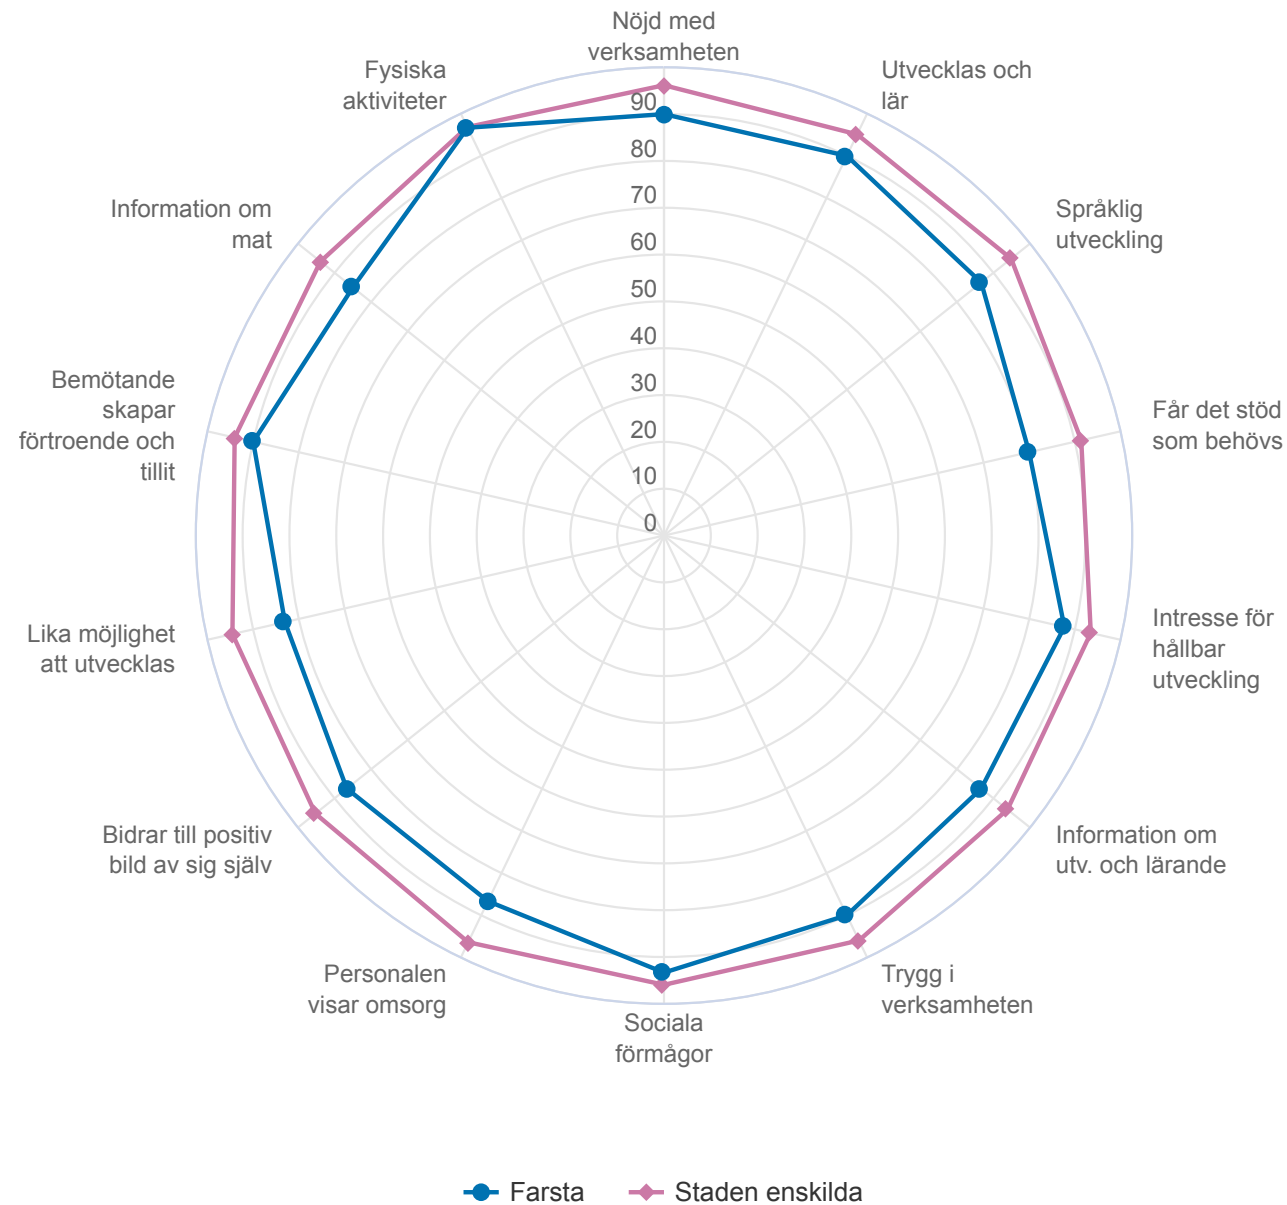 Nöjd med
verksamheten
Utvecklas och
lär
Språklig
utveckling
Får det stöd
som behövs
Intresse för
hållbar
utveckling
Information om
utv. och lärande
Trygg i
verksamheten
Sociala
förmågor
Personalen
visar omsorg
Bidrar till positiv
bild av sig själv
Lika möjlighet
att utvecklas
Bemötande
skapar
förtroende och
tillit
Information om
mat
Fysiska
aktiviteter
90
80
70
60
50
40
30
20
10
0
Farsta
Staden enskilda